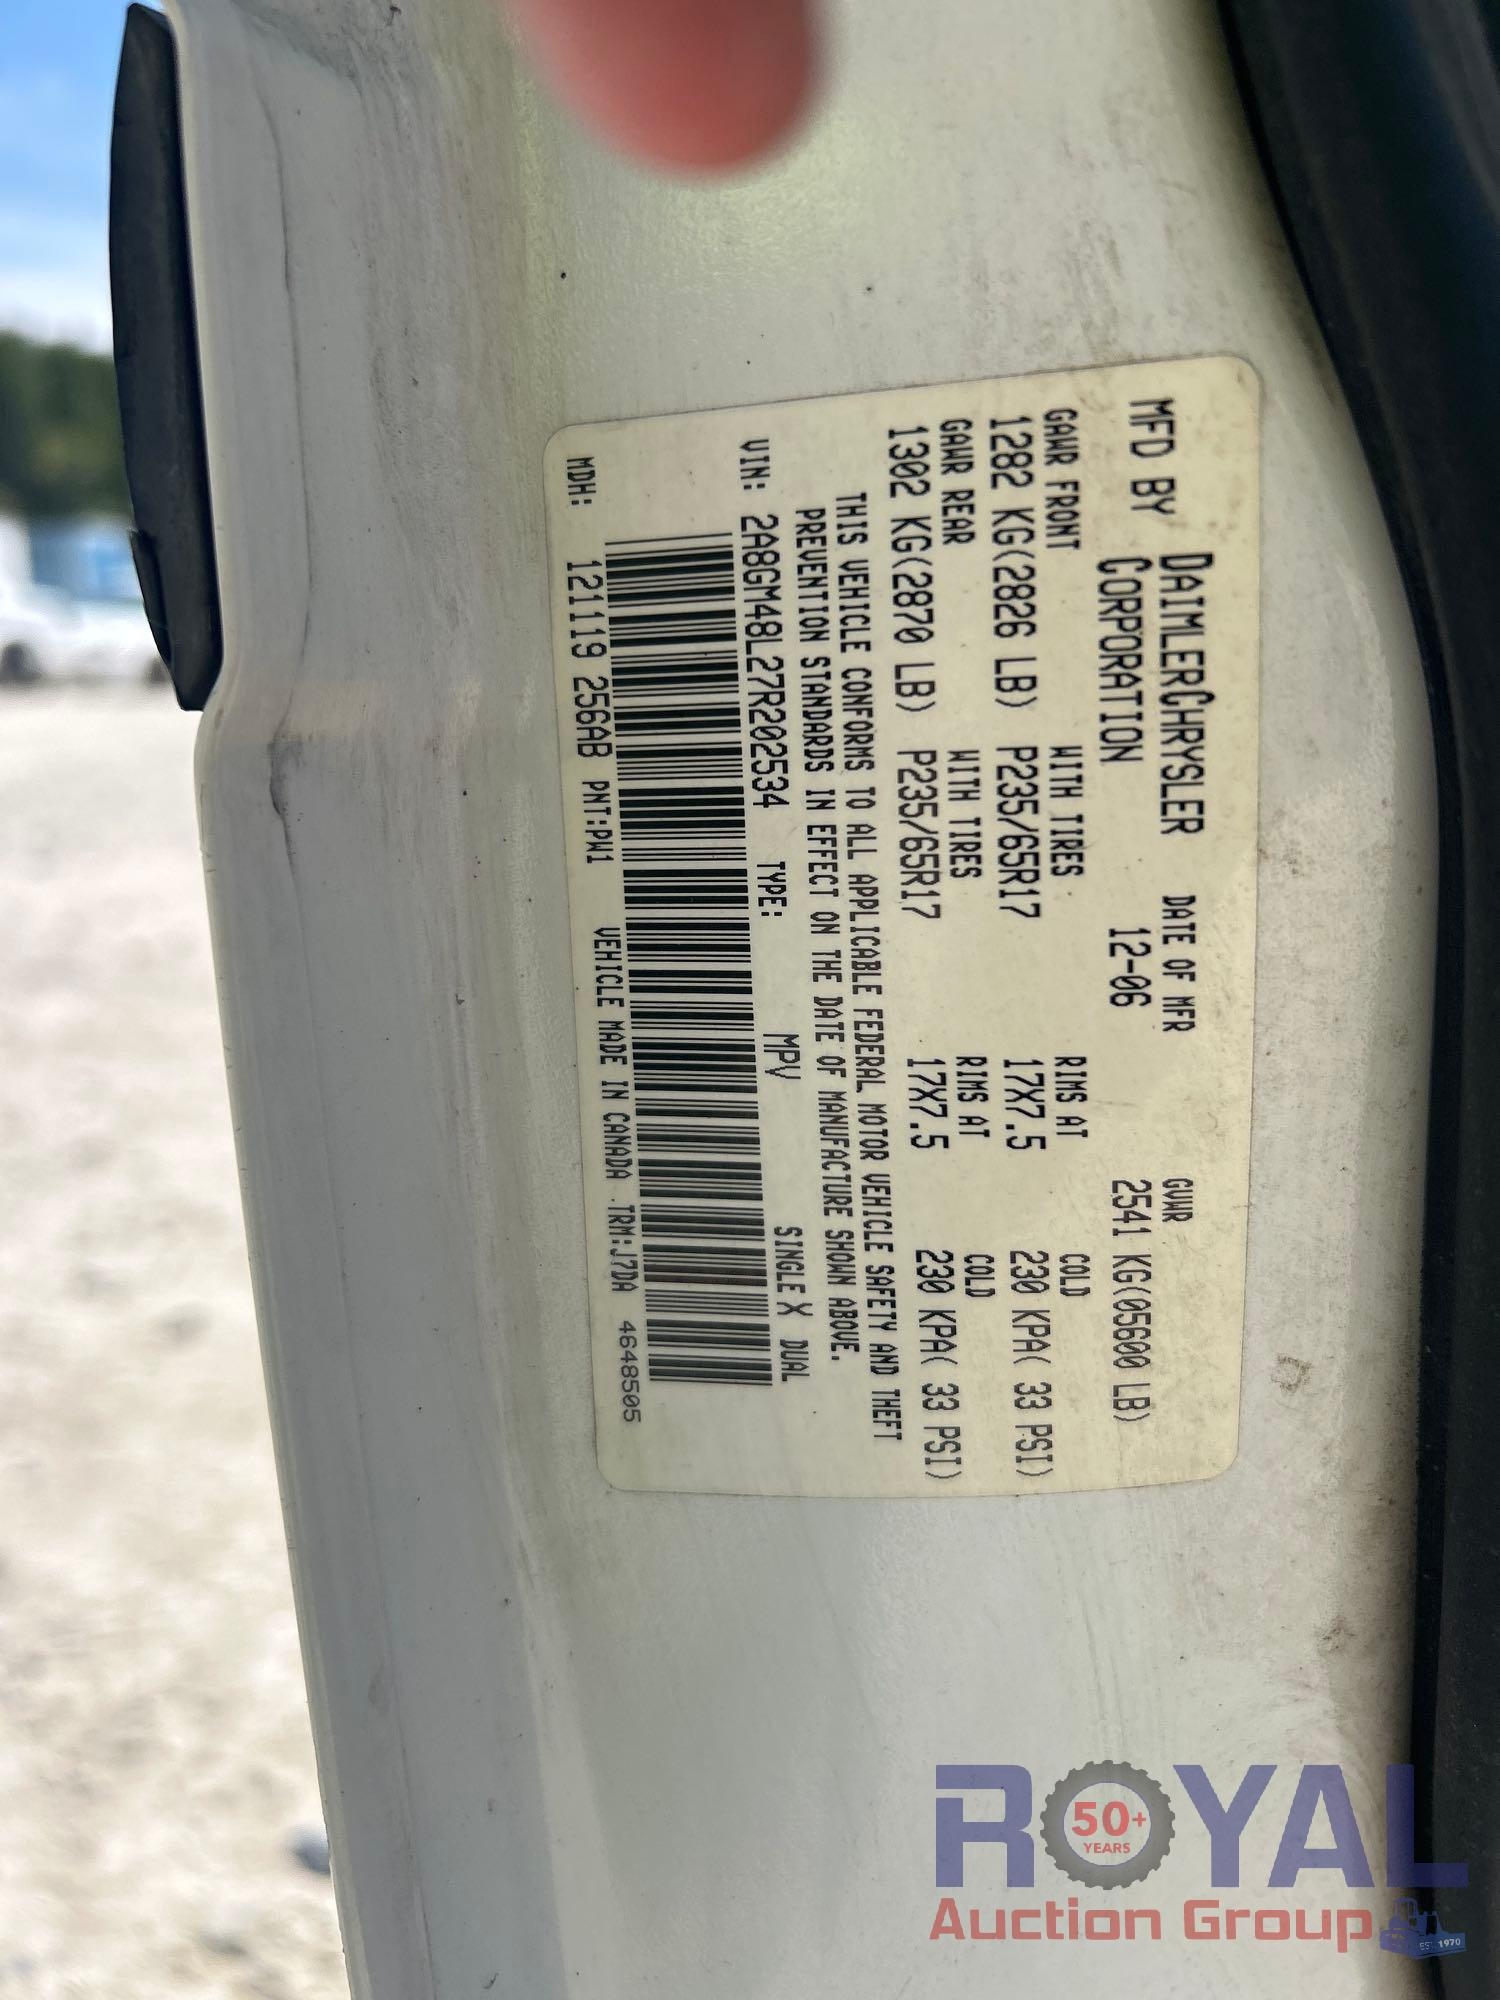 MFD BY DAIMLERCHRYSLER CORPORATION
DATE OF MFR 12-06
GVWR 2541 KG(05600 LB)
GAWR FRONT WITH TIRES RIMS AT COLD
1282 KG(2826 LB) P235/65R17 17X7.5 230 KPA( 33 PSI)
GAWR REAR WITH TIRES RIMS AT COLD
1302 KG(2870 LB) P235/65R17 17X7.5 230 KPA( 33 PSI)
THIS VEHICLE CONFORMS TO ALL APPLICABLE FEDERAL MOTOR VEHICLE SAFETY AND THEFT
PREVENTION STANDARDS IN EFFECT ON THE DATE OF MANUFACTURE SHOWN ABOVE.
VIN: 2A8GM48L27R202534 TYPE: MPV SINGLE X DUAL
MDH: 121119 256AB PNT:PW1 VEHICLE MADE IN CANADA TRM:J7DA 4648505
ROYAL
50+
YEARS
Auction Group
EST. 1970